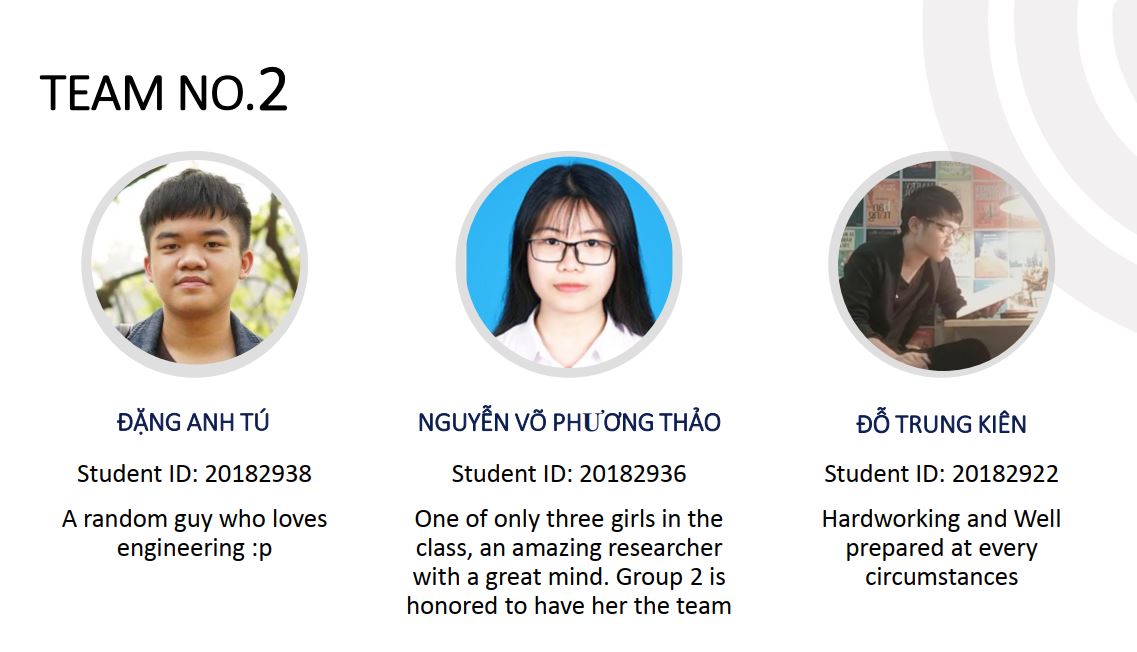 TEAM NO.2
ĐẶNG ANH TÚ
Student ID: 20182938
A random guy who loves
engineering :p
NGUYỄN VÕ PHƯƠNG THẢO
Student ID: 20182936
One of only three girls in the
class, an amazing researcher
with a great mind. Group 2 is
honored to have her the team
ĐỖ TRUNG KIÊN
Student ID: 20182922
Hardworking and Well
prepared at every
circumstances